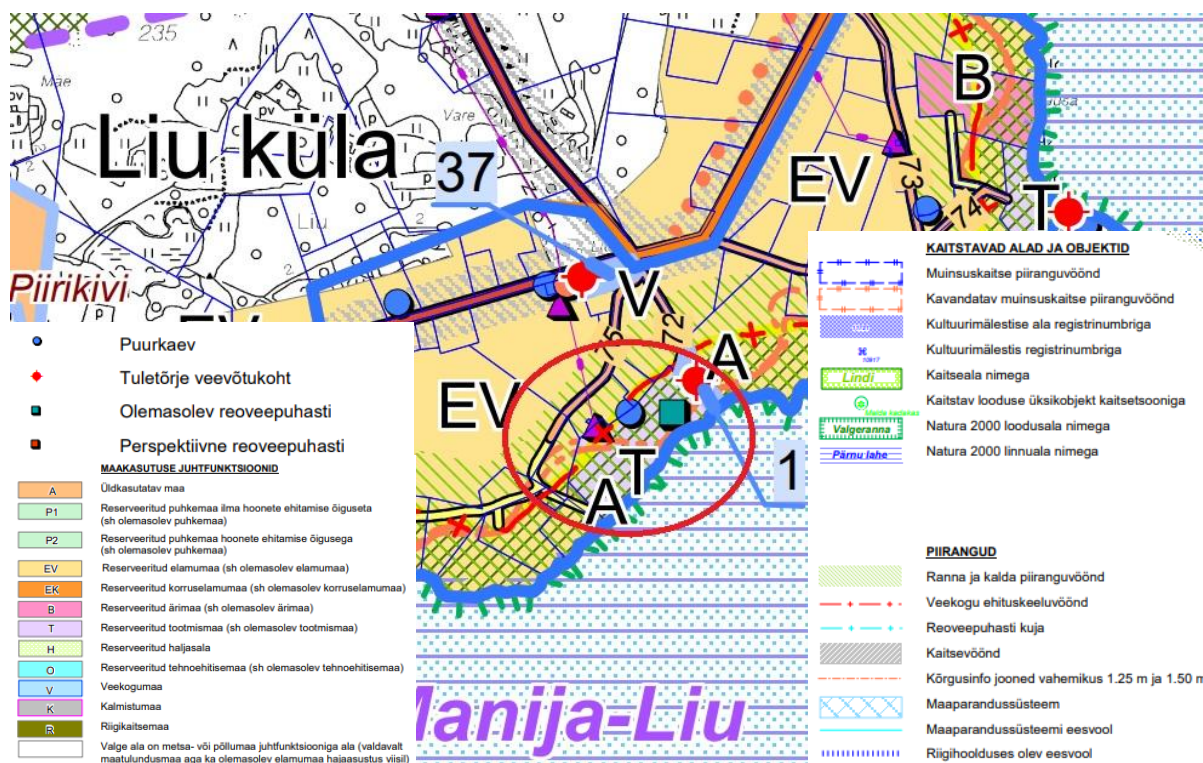 235
Mäe
pv
pv
pv
Vare
Liu küla
37
Liu
2
2
2
Piirikivi
EV
V
75
72
A
EV
T
A
1
B
EV
73
74
T
Manija-Liu
Puurkaev
Tuletõrje veevõtukoht
Olemasolev reoveepuhasti
Perspektiivne reoveepuhasti
MAAKASUTUSE JUHTFUNKTSIOONID
A Üldkasutatav maa
P1 Reserveeritud puhkemaa ilma hoonete ehitamise õiguseta
(sh olemasolev puhkemaa)
P2 Reserveeritud puhkemaa hoonete ehitamise õigusega
(sh olemasolev puhkemaa)
EV Reserveeritud elamumaa (sh olemasolev elamumaa)
EK Reserveeritud korruselamumaa (sh olemasolev korruselamumaa)
B Reserveeritud ärimaa (sh olemasolev ärimaa)
T Reserveeritud tootmismaa (sh olemasolev tootmismaa)
H Reserveeritud haljasala
O Reserveeritud tehnoehitisemaa (sh olemasolev tehnoehitisemaa)
V Veekogumaa
K Kalmistumaa
R Riigikaitsemaa
Valge ala on metsa- või põllumaa juhtfunktsiooniga ala (valdavalt
maatulundusmaa aga ka olemasolev elamumaa hajaasustus viisil)
KAITSTAVAD ALAD JA OBJEKTID
Muinsuskaitse piiranguvöönd
Kavandatav muinsuskaitse piiranguvöönd
Kultuurimälestise ala registrinumbriga
Kultuurimälestis registrinumbriga
Lindi Kaitseala nimega
Kaitstav looduse üksikobjekt kaitsetsooniga
Valgeranna Natura 2000 loodusala nimega
Pärnu lahe Natura 2000 linnuala nimega
PIIRANGUD
Ranna ja kalda piiranguvöönd
Veekogu ehituskeeluvöönd
Reoveepuhasti kuja
Kaitsevöönd
Kõrgusinfo jooned vahemikus 1.25 m ja 1.50 m
Maaparandussüsteem
Maaparandussüsteemi eesvool
Riigihoolduses olev eesvool